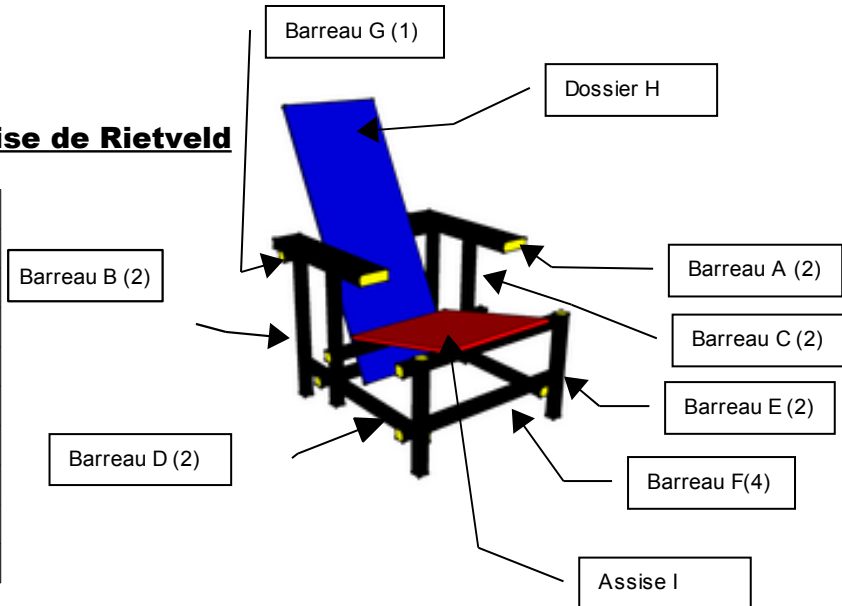 Barreau G (1)
Dossier H
ise de Rietveld
Barreau B (2)
Barreau A (2)
Barreau C (2)
Barreau E (2)
Barreau D (2)
Barreau F(4)
Assise I